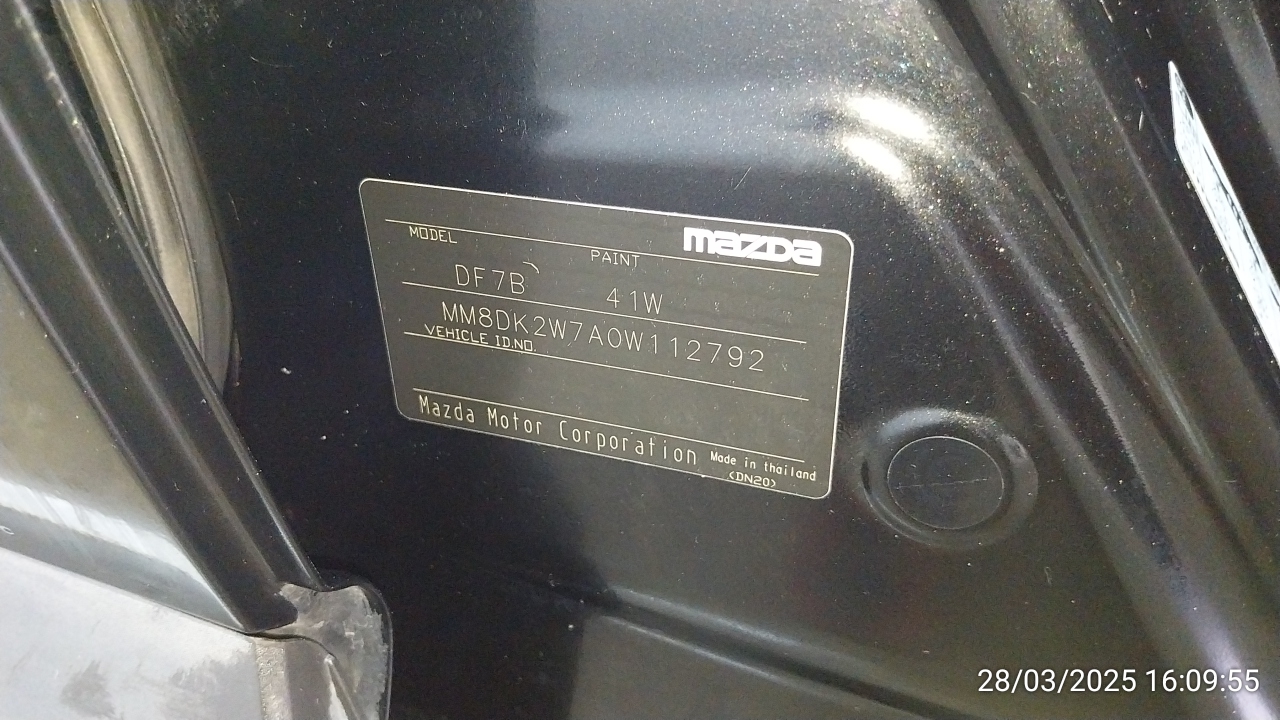 mazda
MODEL PAINT
DF7B 41W
MM8DK2W7A0W112792
VEHICLE ID.NO.
Mazda Motor Corporation Made in thailand
(DN20)
28/03/2025 16:09:55